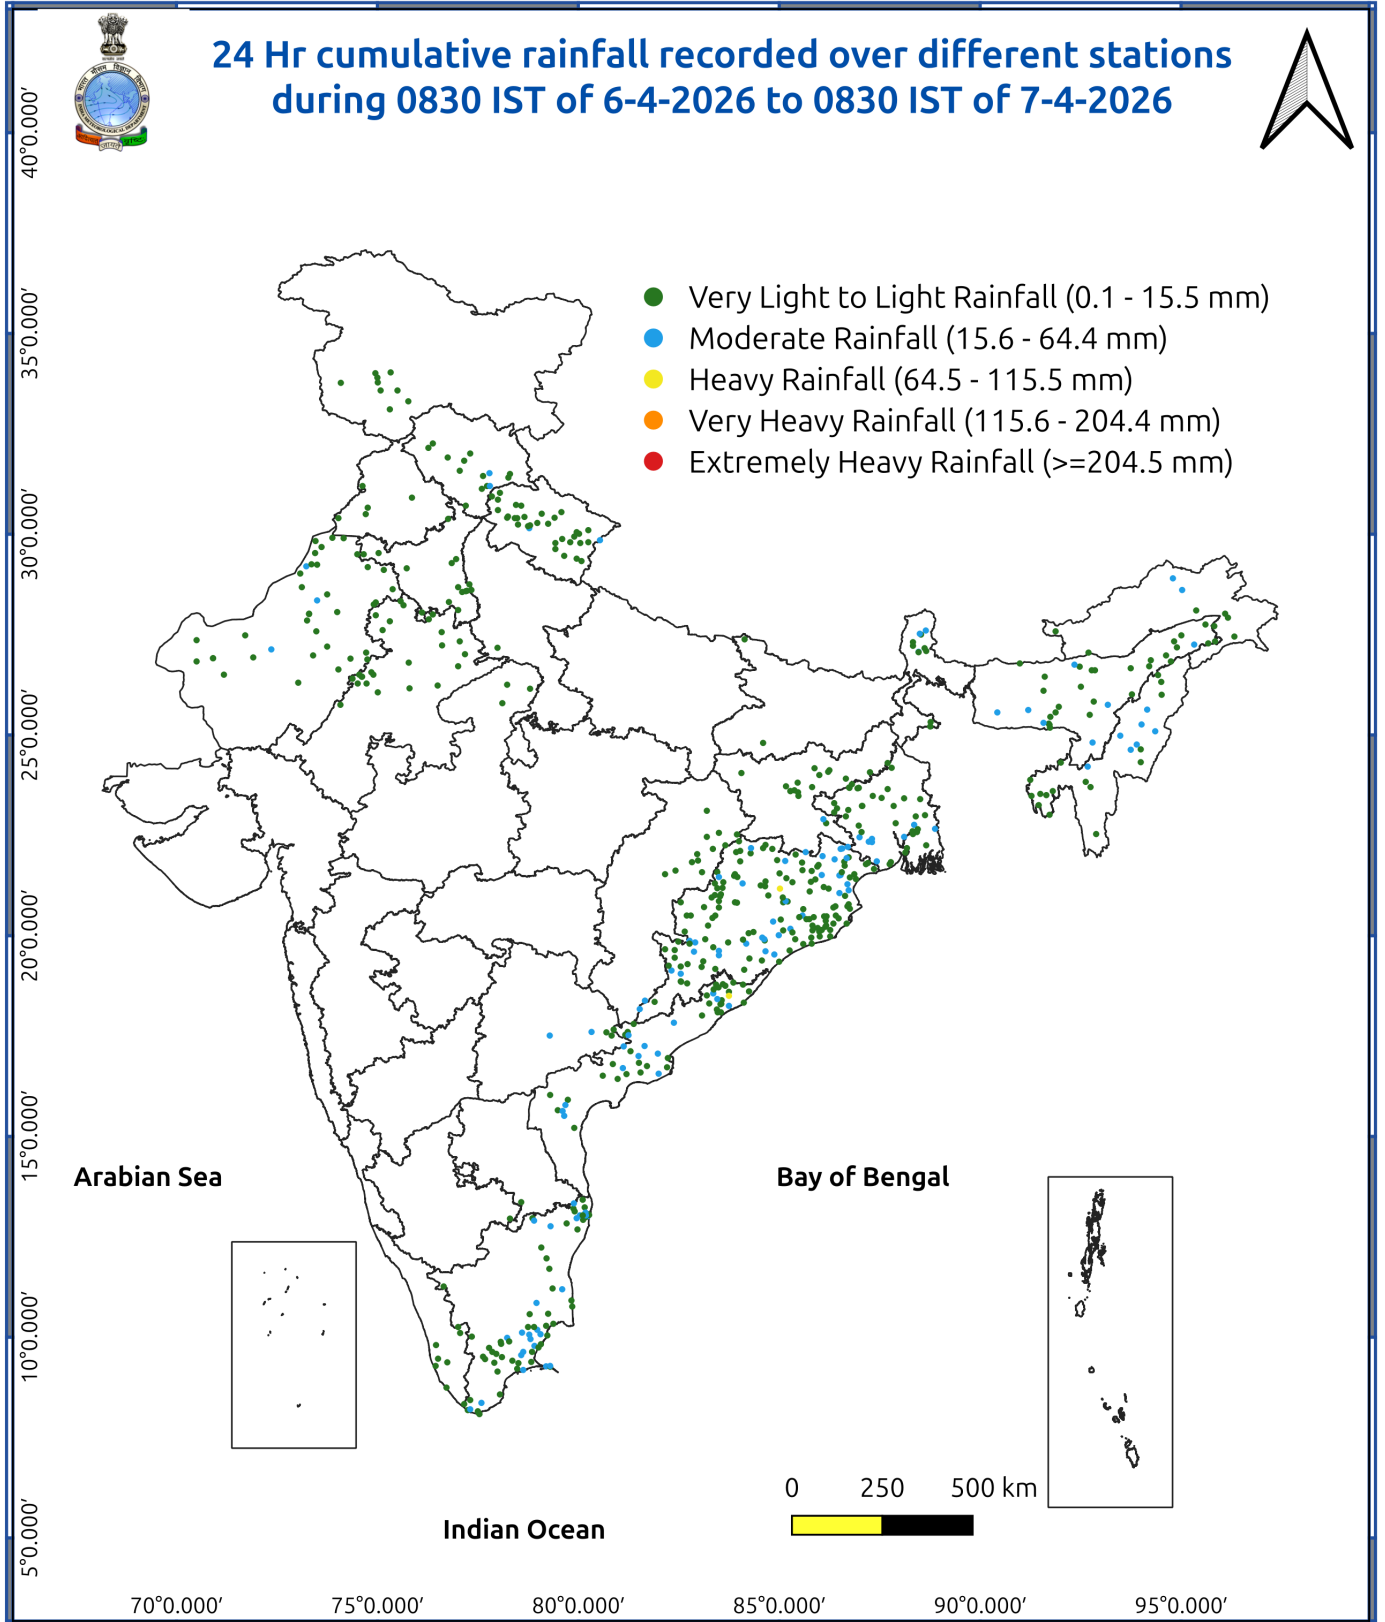 24 Hr cumulative rainfall recorded over different stations
during 0830 IST of 6-4-2026 to 0830 IST of 7-4-2026
Very Light to Light Rainfall (0.1 - 15.5 mm)
Moderate Rainfall (15.6 - 64.4 mm)
Heavy Rainfall (64.5 - 115.5 mm)
Very Heavy Rainfall (115.6 - 204.4 mm)
Extremely Heavy Rainfall (>=204.5 mm)
40°0.000′
35°0.000′
30°0.000′
25°0.000′
20°0.000′
15°0.000′
10°0.000′
5°0.000′
Arabian Sea
Bay of Bengal
Indian Ocean
0 250 500 km
70°0.000′ 75°0.000′ 80°0.000′ 85°0.000′ 90°0.000′ 95°0.000′